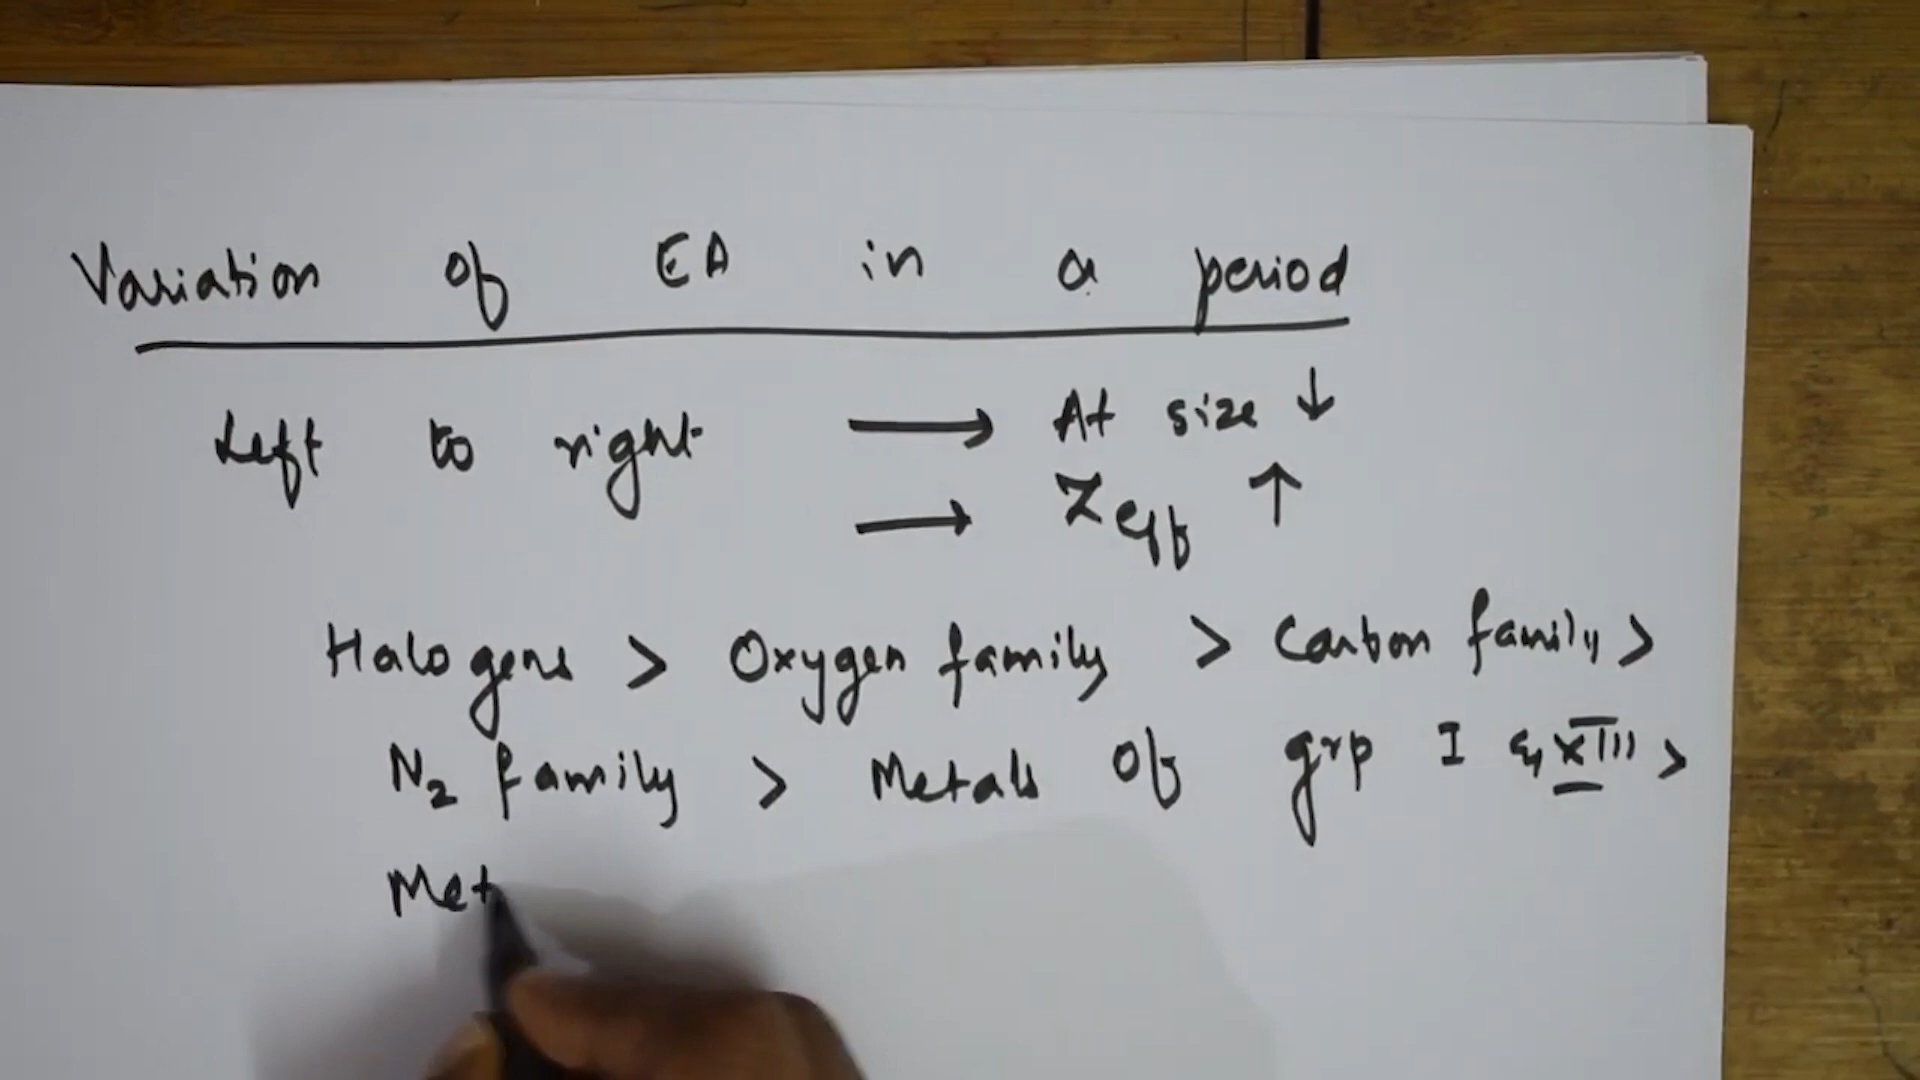 Variation of EA in a period
Left to right → At size ↓
→ Zeff ↑
Halogens > Oxygen family > Carbon family >
N2 family > Metals of grp I & XIII >
Met